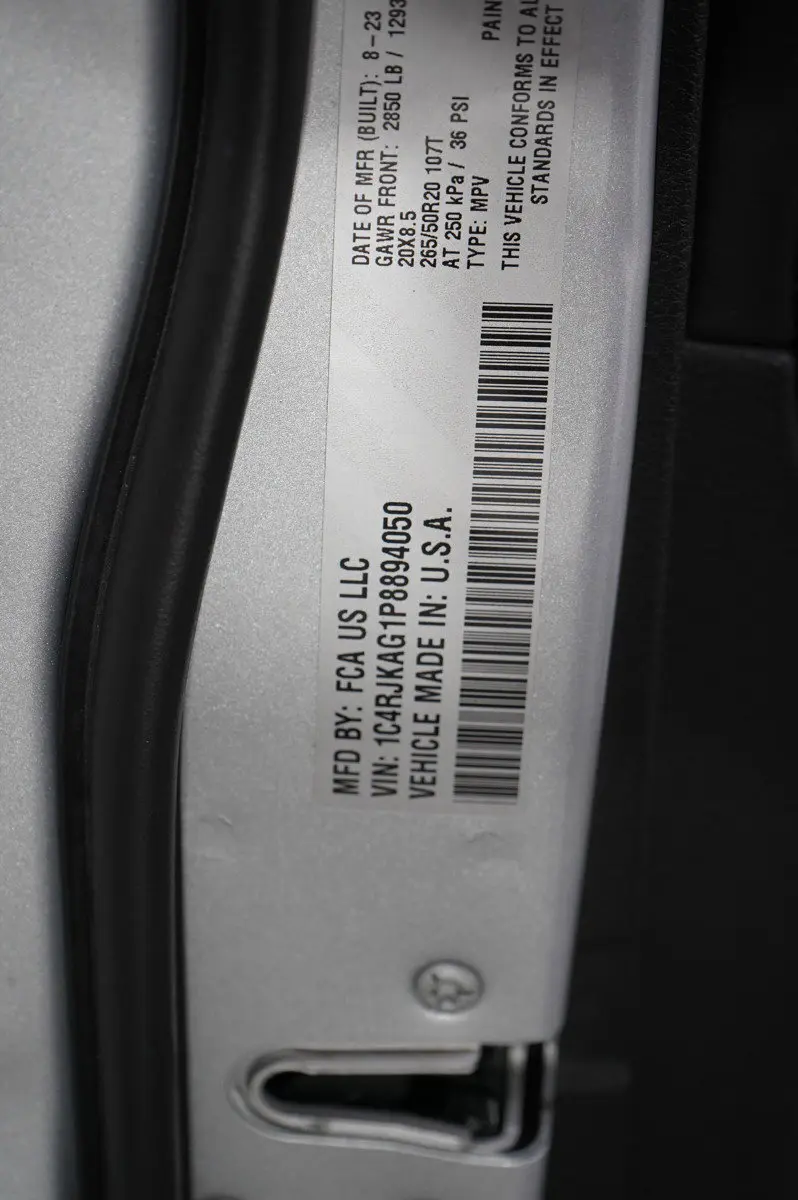 MFD BY: FCA US LLC
VIN: 1C4RJKAG1P8894050
VEHICLE MADE IN: U.S.A.
DATE OF MFR (BUILT): 8-23
GAWR FRONT: 2850 LB / 1293
20X8.5
265/50R20 107T
AT 250 kPa / 36 PSI
TYPE: MPV
PAIN
THIS VEHICLE CONFORMS TO AL
STANDARDS IN EFFECT